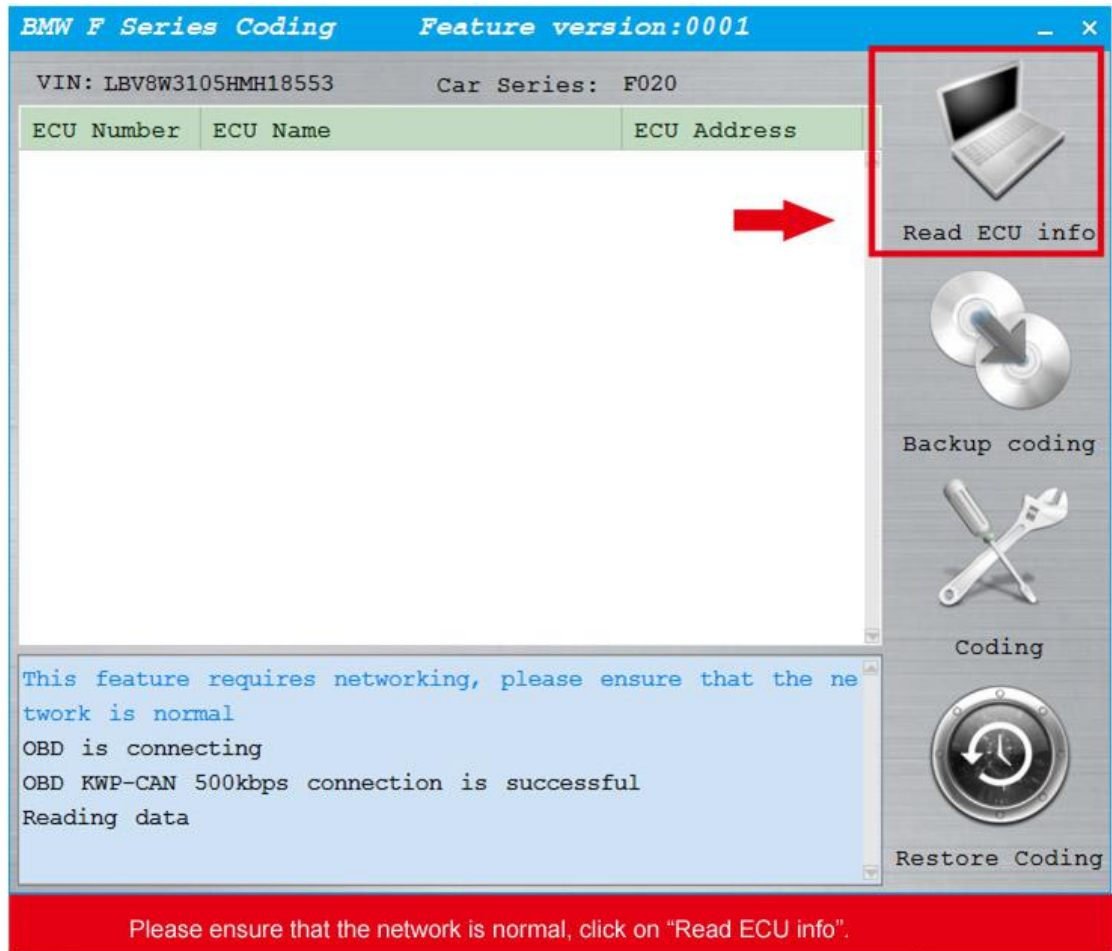 BMW F Series Coding Feature version:0001
VIN: LBV8W3105HMH18553 Car Series: F020
ECU Number ECU Name ECU Address
Read ECU info
Backup coding
Coding
This feature requires networking, please ensure that the ne
twork is normal
OBD is connecting
OBD KWP-CAN 500kbps connection is successful
Reading data
Restore Coding
Please ensure that the network is normal, click on “Read ECU info”.